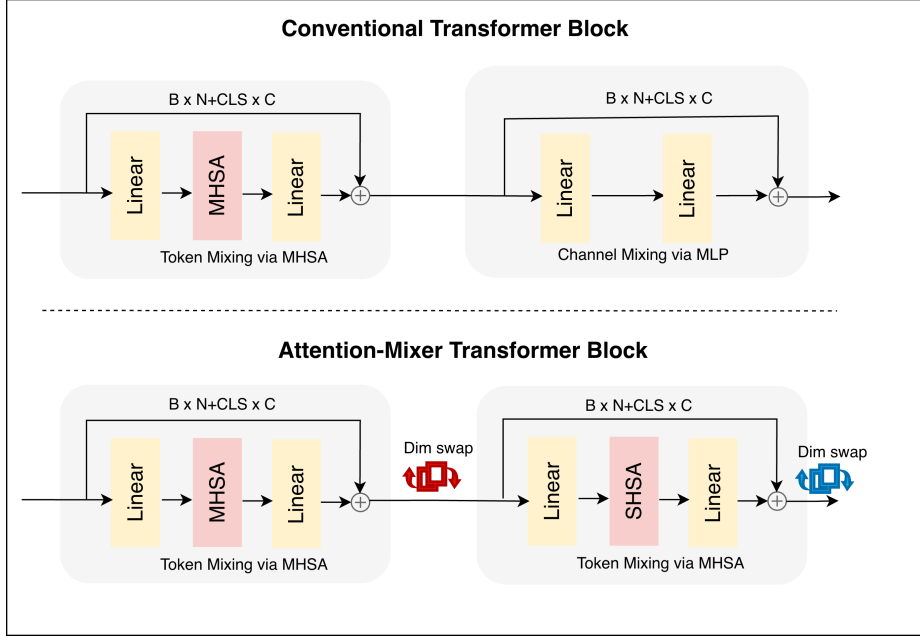 Conventional Transformer Block
B x N+CLS x C
Linear
MHSA
Linear
Token Mixing via MHSA
B x N+CLS x C
Linear
Linear
Channel Mixing via MLP
Attention-Mixer Transformer Block
B x N+CLS x C
Linear
MHSA
Linear
Token Mixing via MHSA
Dim swap
B x N+CLS x C
Linear
SHSA
Linear
Token Mixing via MHSA
Dim swap